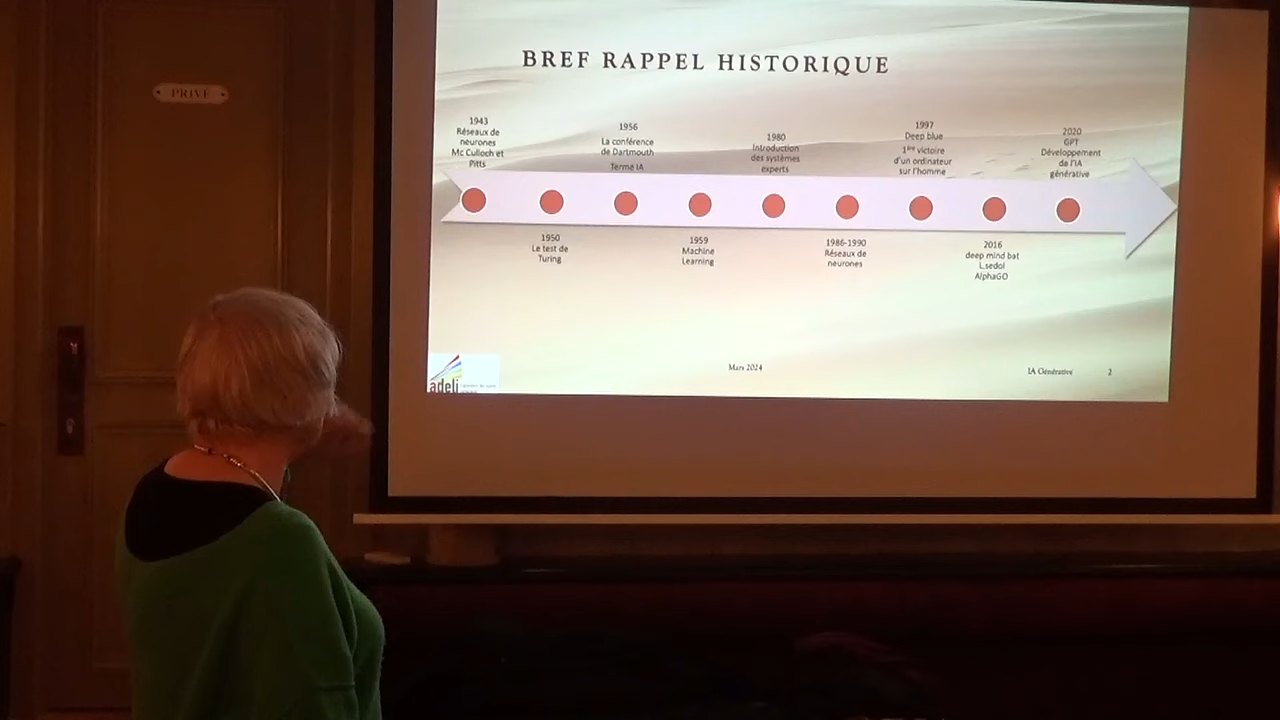 PRIVÉ
BREF RAPPEL HISTORIQUE
1943
Réseaux de
neurones
Mc Culloch et
Pitts
1950
Le test de
Turing
1956
La conférence
de Dartmouth
Terme IA
1959
Machine
Learning
1980
Introduction
des systèmes
experts
1986-1990
Réseaux de
neurones
1997
Deep blue
1ère victoire
d'un ordinateur
sur l'homme
2016
deep mind bat
L.sedol
AlphaGO
2020
GPT
Développement
de l'IA
générative
adeli
Mars 2024
IA Générative
2